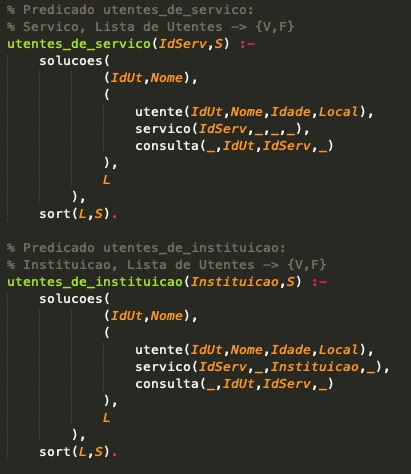 % Predicado utentes_de_servico:
% Servico, Lista de Utentes -> {V,F}
utentes_de_servico(IdServ,S) :-
solucoes(
(IdUt,Nome),
(
utente(IdUt,Nome,Idade,Local),
servico(IdServ,_,_,_),
consulta(_,IdUt,IdServ,_)
),
L
),
sort(L,S).
% Predicado utentes_de_instituicao:
% Instituicao, Lista de Utentes -> {V,F}
utentes_de_instituicao(Instituicao,S) :-
solucoes(
(IdUt,Nome),
(
utente(IdUt,Nome,Idade,Local),
servico(IdServ,_,Instituicao,_),
consulta(_,IdUt,IdServ,_)
),
L
),
sort(L,S).